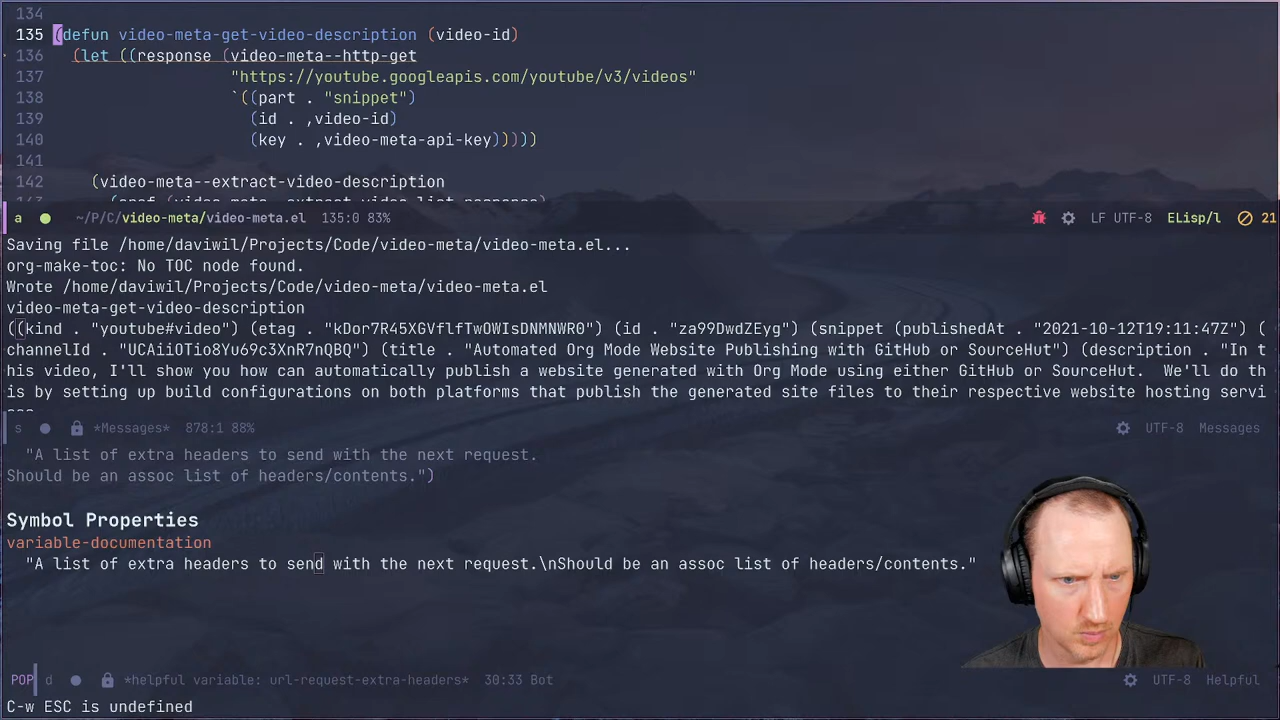 134
135 (defun video-meta-get-video-description (video-id)
136 (let ((response (video-meta--http-get
137 "https://youtube.googleapis.com/youtube/v3/videos"
138 `((part . "snippet")
139 (id . ,video-id)
140 (key . ,video-meta-api-key)))))
141
142 (video-meta--extract-video-description
a ~/P/C/video-meta/video-meta.el 135:0 83% LF UTF-8 ELisp/l 21
Saving file /home/daviwil/Projects/Code/video-meta/video-meta.el...
org-make-toc: No TOC node found.
Wrote /home/daviwil/Projects/Code/video-meta/video-meta.el
video-meta-get-video-description
((kind . "youtube#video") (etag . "kDor7R45XGVflfTwOWIsDNMNWR0") (id . "za99DwdZEyg") (snippet (publishedAt . "2021-10-12T19:11:47Z") (
channelId . "UCAiiOTio8Yu69c3XnR7nQBQ") (title . "Automated Org Mode Website Publishing with GitHub or SourceHut") (description . "In t
his video, I'll show you how can automatically publish a website generated with Org Mode using either GitHub or SourceHut.  We'll do th
is by setting up build configurations on both platforms that publish the generated site files to their respective website hosting servi
s *Messages* 878:1 88% UTF-8 Messages
"A list of extra headers to send with the next request.
Should be an assoc list of headers/contents.")
Symbol Properties
variable-documentation
"A list of extra headers to send with the next request.\nShould be an assoc list of headers/contents."
POP d *helpful variable: url-request-extra-headers* 30:33 Bot UTF-8 Helpful
C-w ESC is undefined